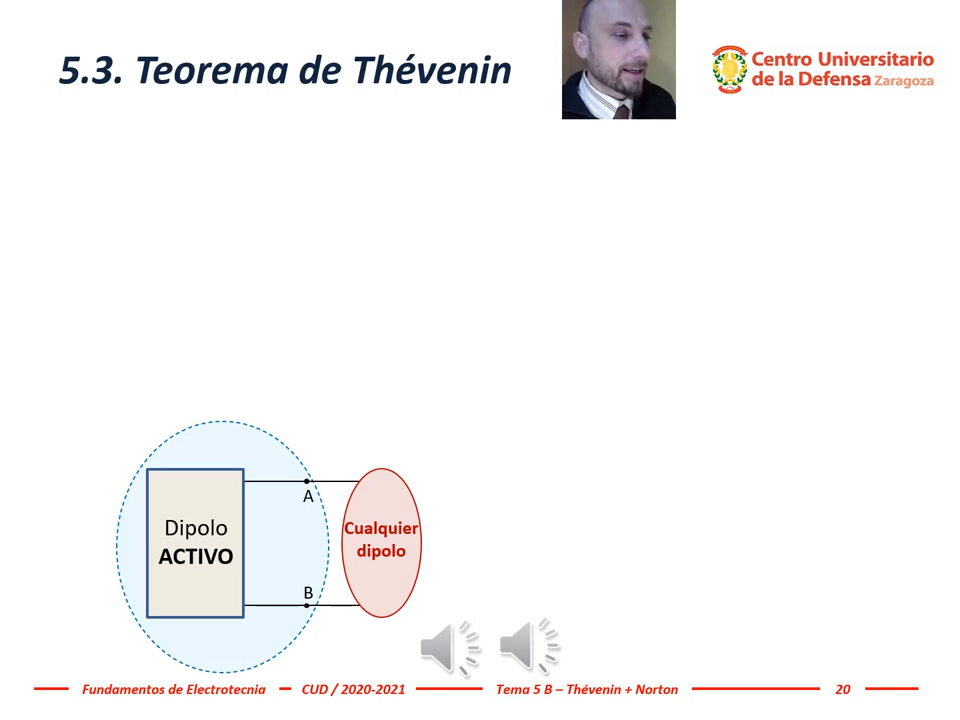 5.3. Teorema de Thévenin
Centro Universitario
de la Defensa Zaragoza
A
Dipolo
ACTIVO
Cualquier
dipolo
B
Fundamentos de Electrotecnia
CUD / 2020-2021
Tema 5 B – Thévenin + Norton
20